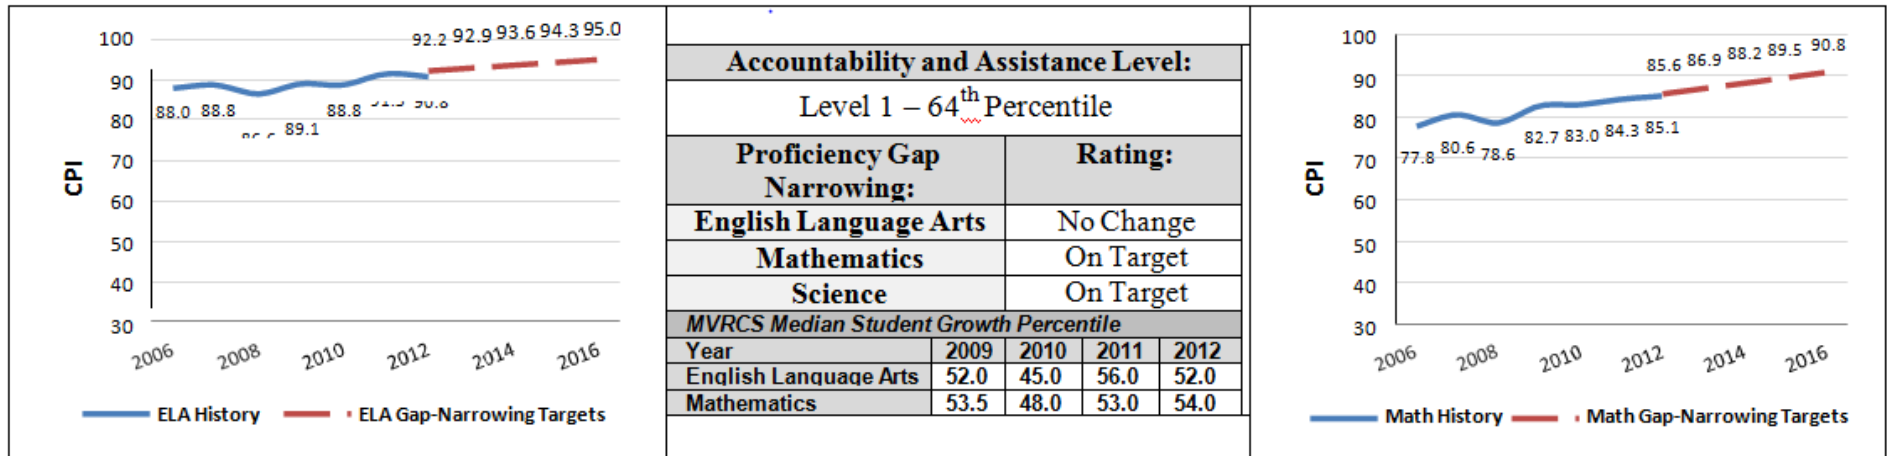 100
90
80
70
60
50
40
30
CPI
92.2 92.9 93.6 94.3 95.0
88.0 88.8
89.1
88.8
90.8
2006 2008 2010 2012 2014 2016
ELA History
ELA Gap-Narrowing Targets
Accountability and Assistance Level:
Level 1 – 64th Percentile
Proficiency Gap Narrowing:
Rating:
English Language Arts No Change
Mathematics On Target
Science On Target
MVRCS Median Student Growth Percentile
Year 2009 2010 2011 2012
English Language Arts 52.0 45.0 56.0 52.0
Mathematics 53.5 48.0 53.0 54.0
100
90
80
70
60
50
40
30
CPI
85.6 86.9 88.2 89.5 90.8
77.8 80.6 78.6 82.7 83.0 84.3 85.1
2006 2008 2010 2012 2014 2016
Math History
Math Gap-Narrowing Targets